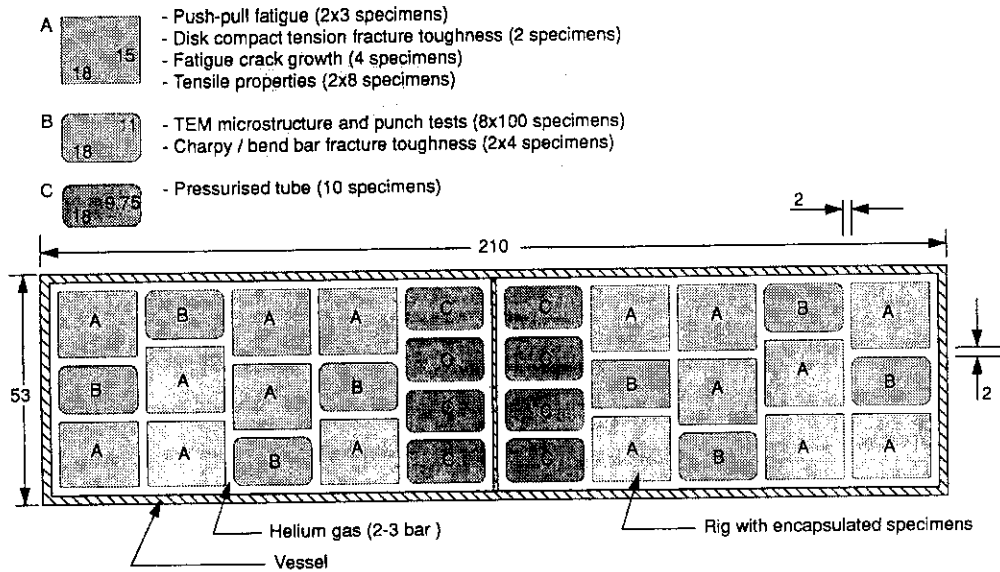 A
- Push-pull fatigue (2x3 specimens)
- Disk compact tension fracture toughness (2 specimens)
- Fatigue crack growth (4 specimens)
- Tensile properties (2x8 specimens)
15
18
B
- TEM microstructure and punch tests (8x100 specimens)
- Charpy / bend bar fracture toughness (2x4 specimens)
11
18
C
- Pressurised tube (10 specimens)
9.75
18
2
210
A B A A C C A A B A
C C
53 B A A B B A A B
C C
A A B A C C A B A A
2
Helium gas (2-3 bar )
Rig with encapsulated specimens
Vessel